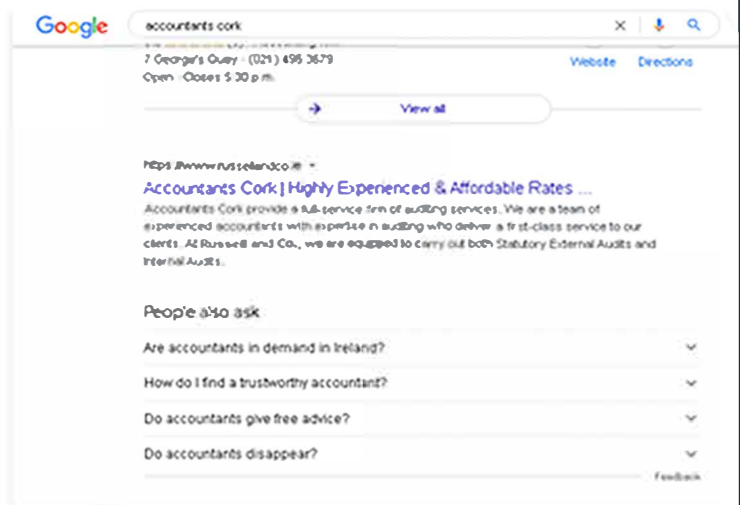 Google
accountants cork
7 George's Quay · (021) 495 3679
Open · Closes 5:30 p.m.
Website
Directions
View all
https://www.russellandco.ie
Accountants Cork | Highly Experienced & Affordable Rates ...
Accountants Cork provide a full-service firm of auditing services. We are a team of
experienced accountants with expertise in auditing who deliver a first-class service to our
clients. At Russell and Co., we are equipped to carry out both Statutory External Audits and
Internal Audits.
People also ask
Are accountants in demand in Ireland?
How do I find a trustworthy accountant?
Do accountants give free advice?
Do accountants disappear?
Feedback